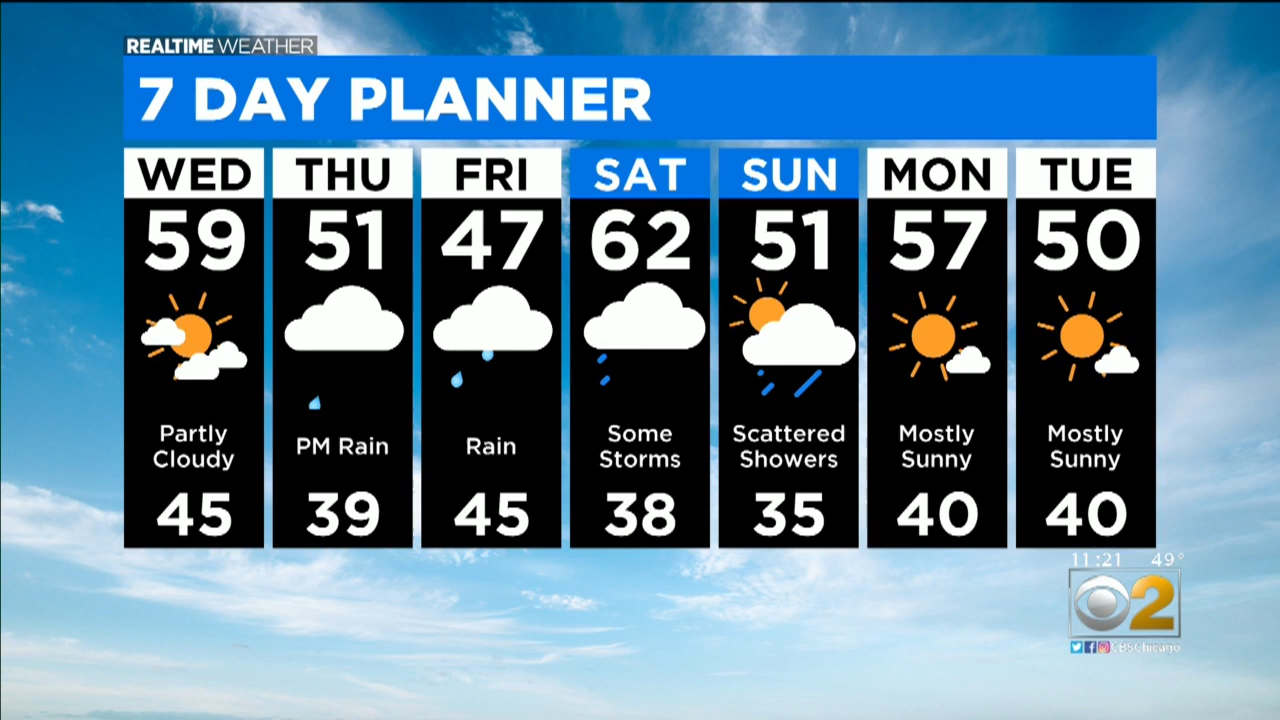 REALTIME WEATHER
7 DAY PLANNER
WED THU FRI SAT SUN MON TUE
59 51 47 62 51 57 50
Partly Cloudy
PM Rain
Rain
Some Storms
Scattered Showers
Mostly Sunny
Mostly Sunny
45 39 45 38 35 40 40
11:21 49°
2
CBSChicago